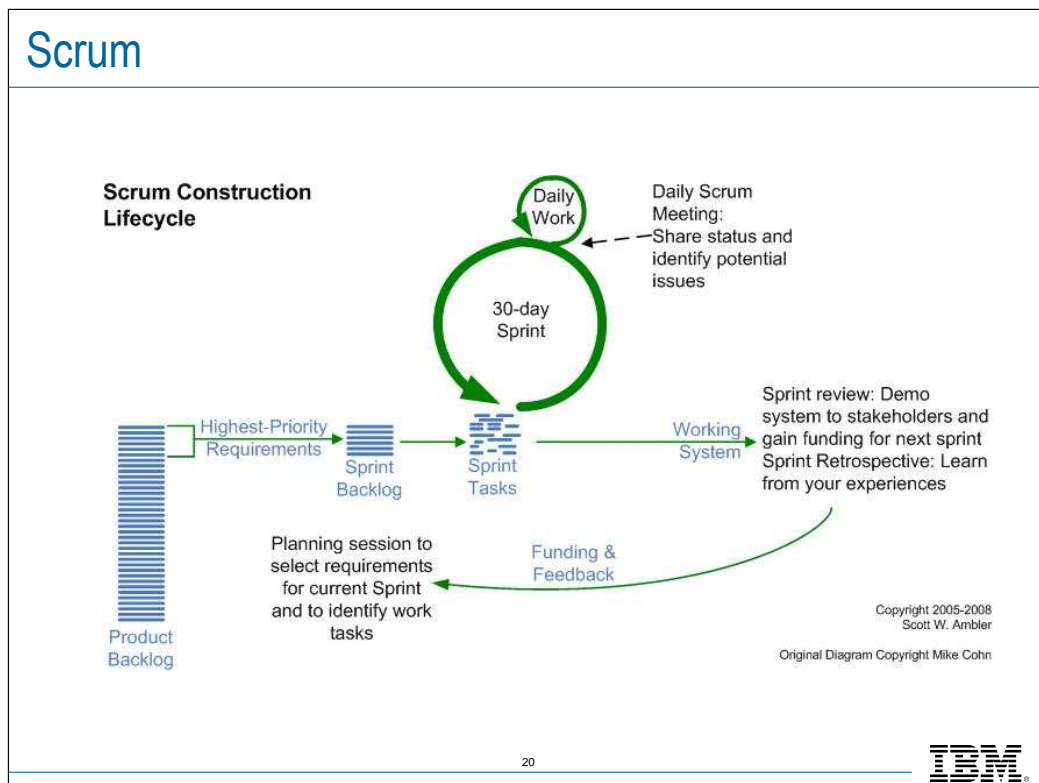 Scrum
Scrum Construction
Lifecycle
Daily
Work
Daily Scrum
Meeting:
Share status and
identify potential
issues
30-day
Sprint
Highest-Priority
Requirements
Sprint
Backlog
Sprint
Tasks
Working
System
Sprint review: Demo
system to stakeholders and
gain funding for next sprint
Sprint Retrospective: Learn
from your experiences
Product
Backlog
Planning session to
select requirements
for current Sprint
and to identify work
tasks
Funding &
Feedback
Copyright 2005-2008
Scott W. Ambler
Original Diagram Copyright Mike Cohn
20
IBM®